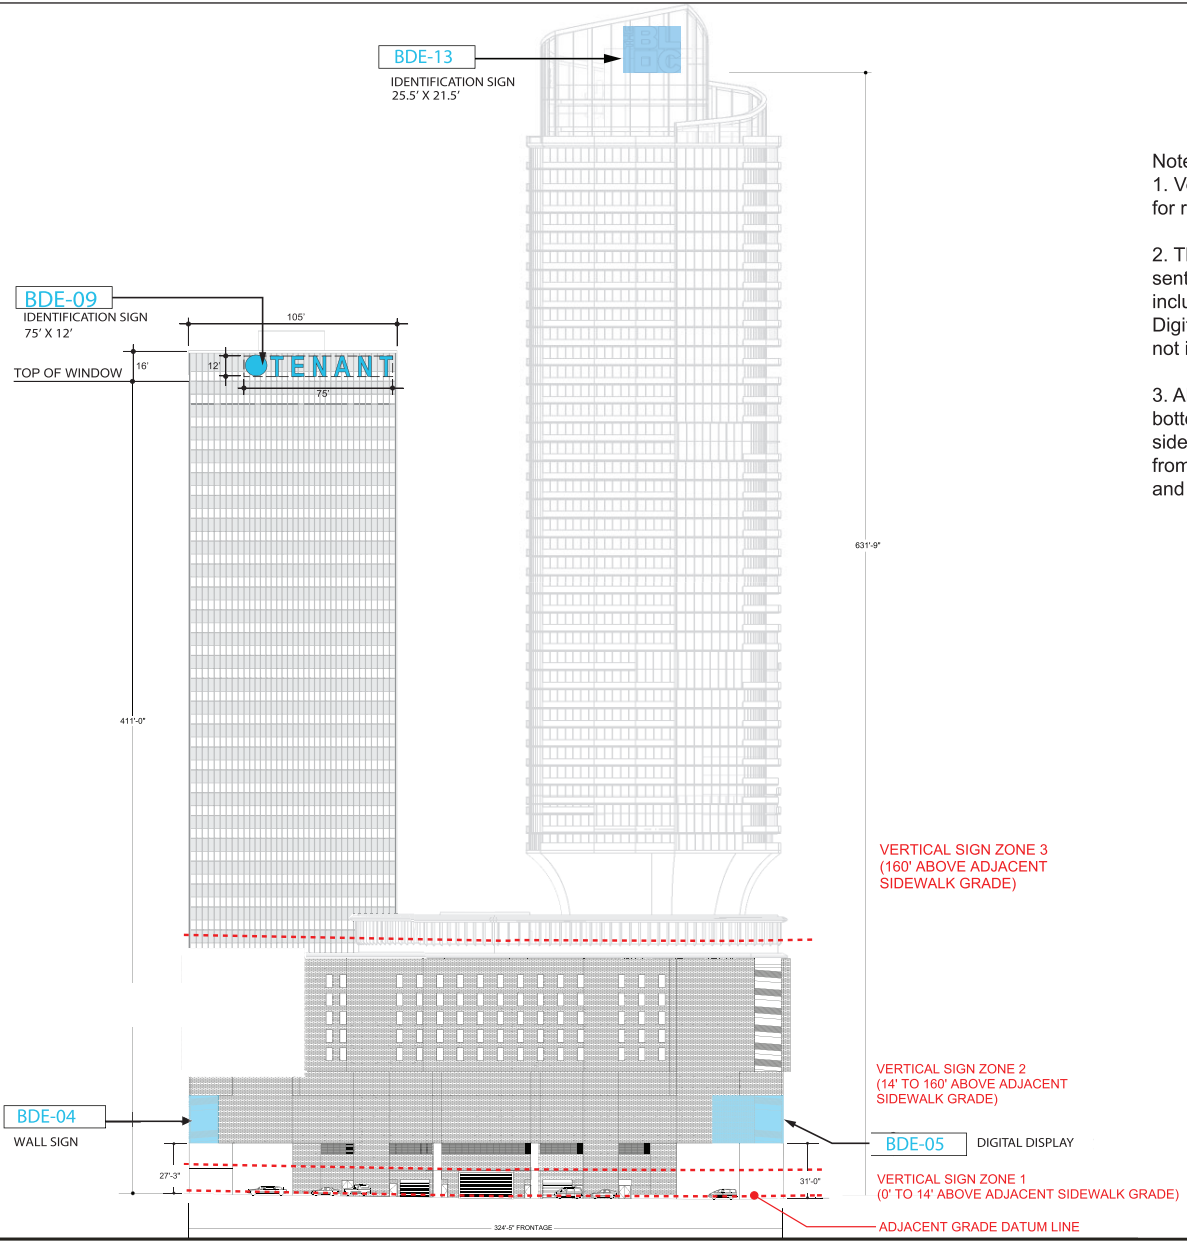 BDE-13
IDENTIFICATION SIGN
25.5' X 21.5'
BL
OC
BDE-09
IDENTIFICATION SIGN
75' X 12'
105'
16'
12'
TENANT
TOP OF WINDOW
75'
Note
1. V
for r
2. T
sent
inclu
Digit
not i
3. A
botto
side
from
and
631'-9"
411'-0"
VERTICAL SIGN ZONE 3
(160' ABOVE ADJACENT
SIDEWALK GRADE)
VERTICAL SIGN ZONE 2
(14' TO 160' ABOVE ADJACENT
SIDEWALK GRADE)
BDE-04
WALL SIGN
BDE-05
DIGITAL DISPLAY
27'-3"
31'-0"
VERTICAL SIGN ZONE 1
(0' TO 14' ABOVE ADJACENT SIDEWALK GRADE)
324'-5" FRONTAGE
ADJACENT GRADE DATUM LINE